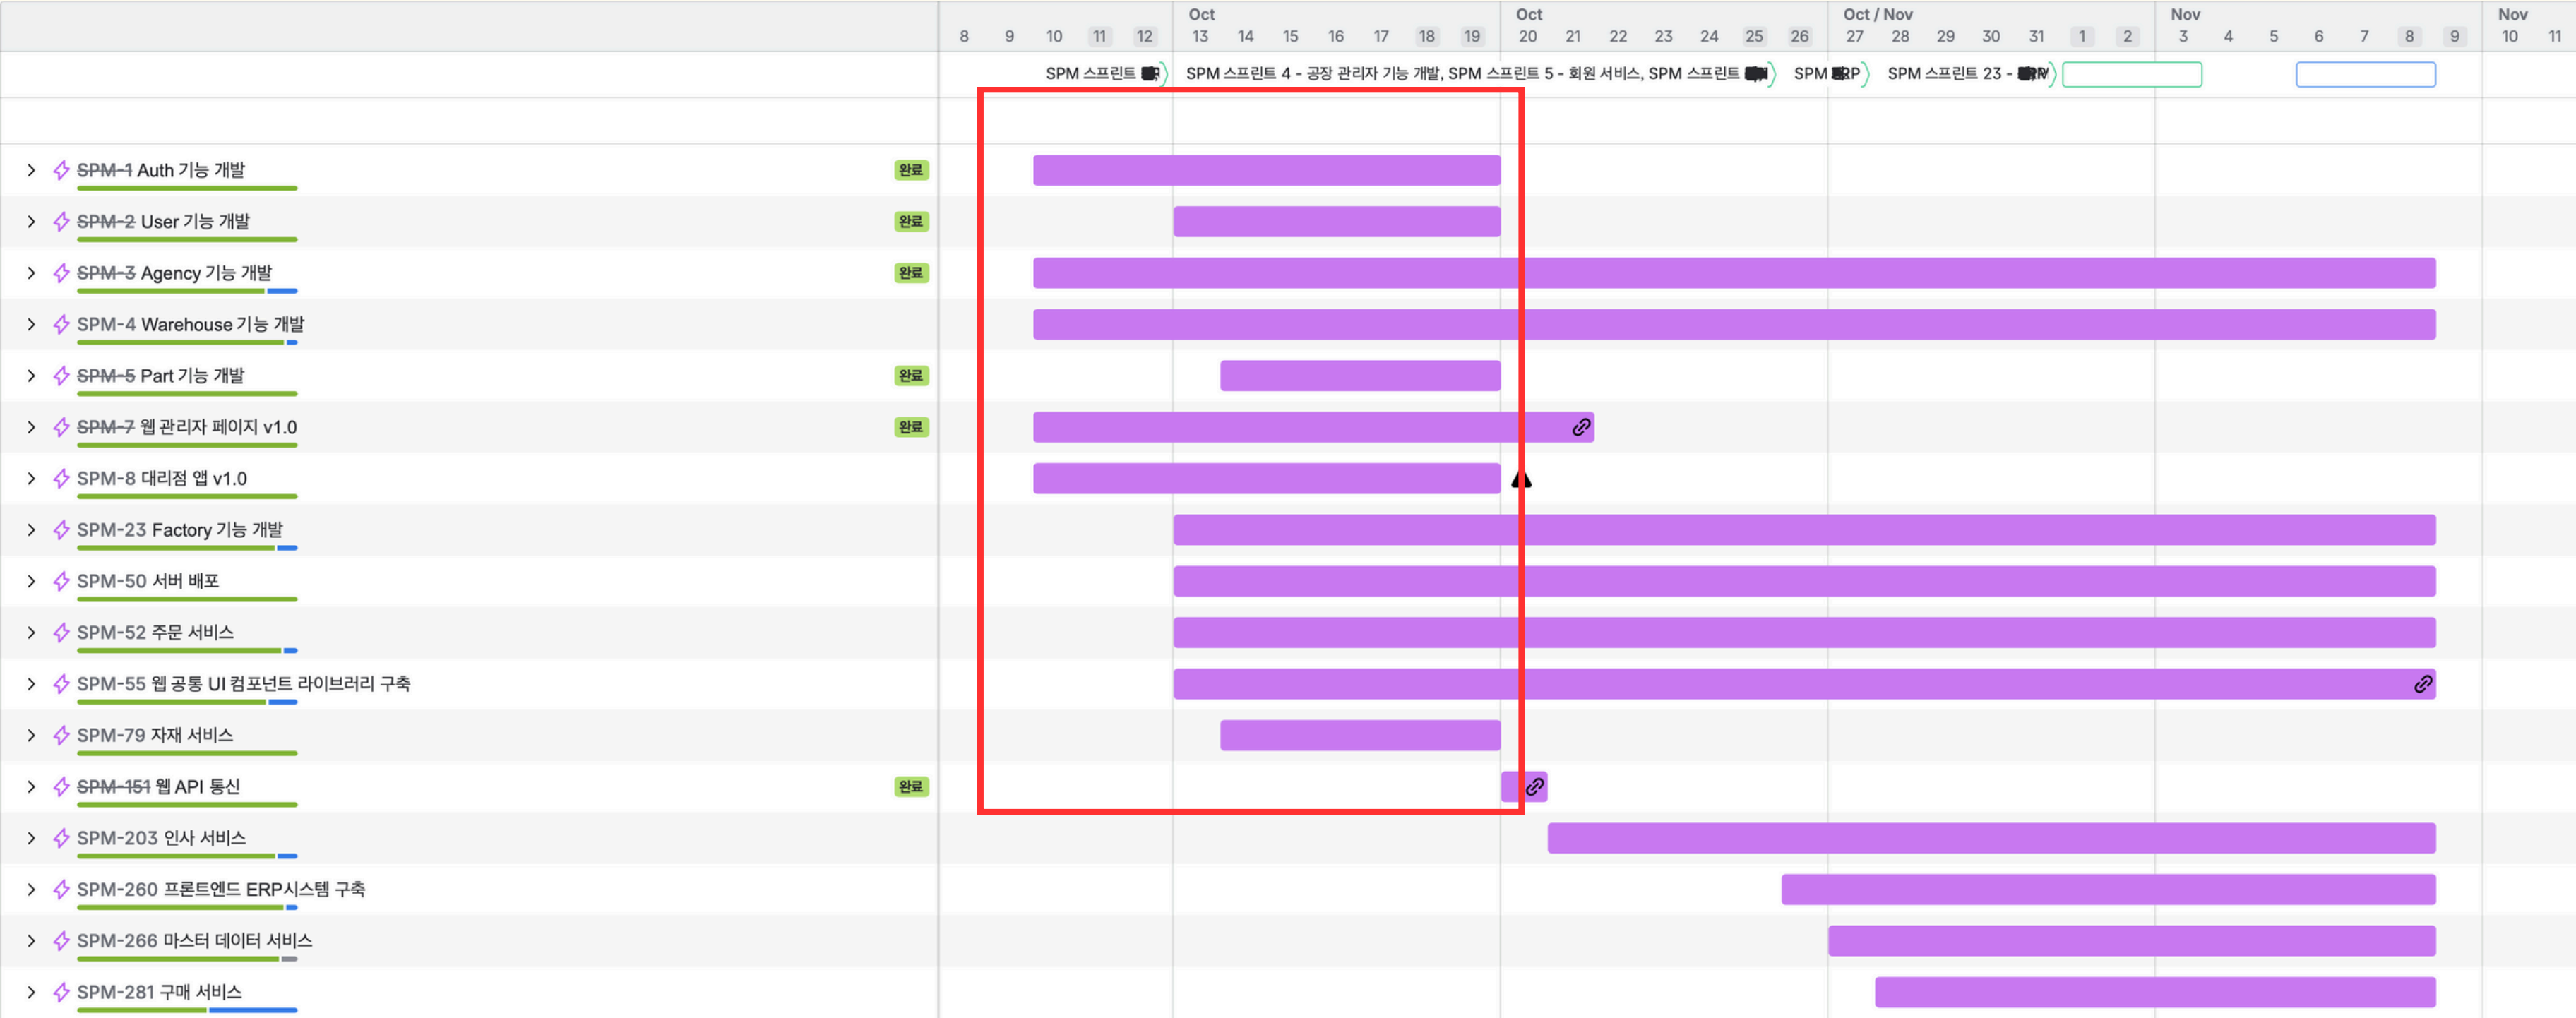 Oct Oct Oct / Nov Nov Nov
8 9 10 11 12 13 14 15 16 17 18 19 20 21 22 23 24 25 26 27 28 29 30 31 1 2 3 4 5 6 7 8 9 10 11
SPM 스프린트 SPM 스프린트 4 - 공장 관리자 기능 개발, SPM 스프린트 5 - 회원 서비스, SPM 스프린트 SPM SPM 스프린트 23 -
SPM-1 Auth 기능 개발 완료
SPM-2 User 기능 개발 완료
SPM-3 Agency 기능 개발 완료
SPM-4 Warehouse 기능 개발
SPM-5 Part 기능 개발 완료
SPM-7 웹 관리자 페이지 v1.0 완료
SPM-8 대리점 앱 v1.0
SPM-23 Factory 기능 개발
SPM-50 서버 배포
SPM-52 주문 서비스
SPM-55 웹 공통 UI 컴포넌트 라이브러리 구축
SPM-79 자재 서비스
SPM-151 웹 API 통신 완료
SPM-203 인사 서비스
SPM-260 프론트엔드 ERP시스템 구축
SPM-266 마스터 데이터 서비스
SPM-281 구매 서비스